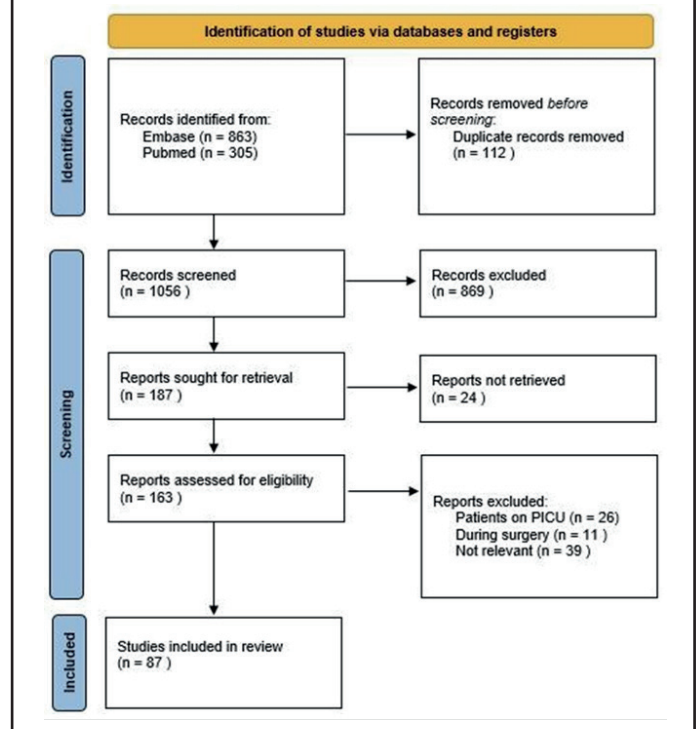 Identification of studies via databases and registers
Identification
Records identified from:
Embase (n = 863)
Pubmed (n = 305)
Records removed before
screening:
Duplicate records removed
(n = 112 )
Screening
Records screened
(n = 1056 )
Records excluded
(n = 869 )
Reports sought for retrieval
(n = 187 )
Reports not retrieved
(n = 24 )
Reports assessed for eligibility
(n = 163 )
Reports excluded:
Patients on PICU (n = 26)
During surgery (n = 11 )
Not relevant (n = 39 )
Included
Studies included in review
(n = 87 )